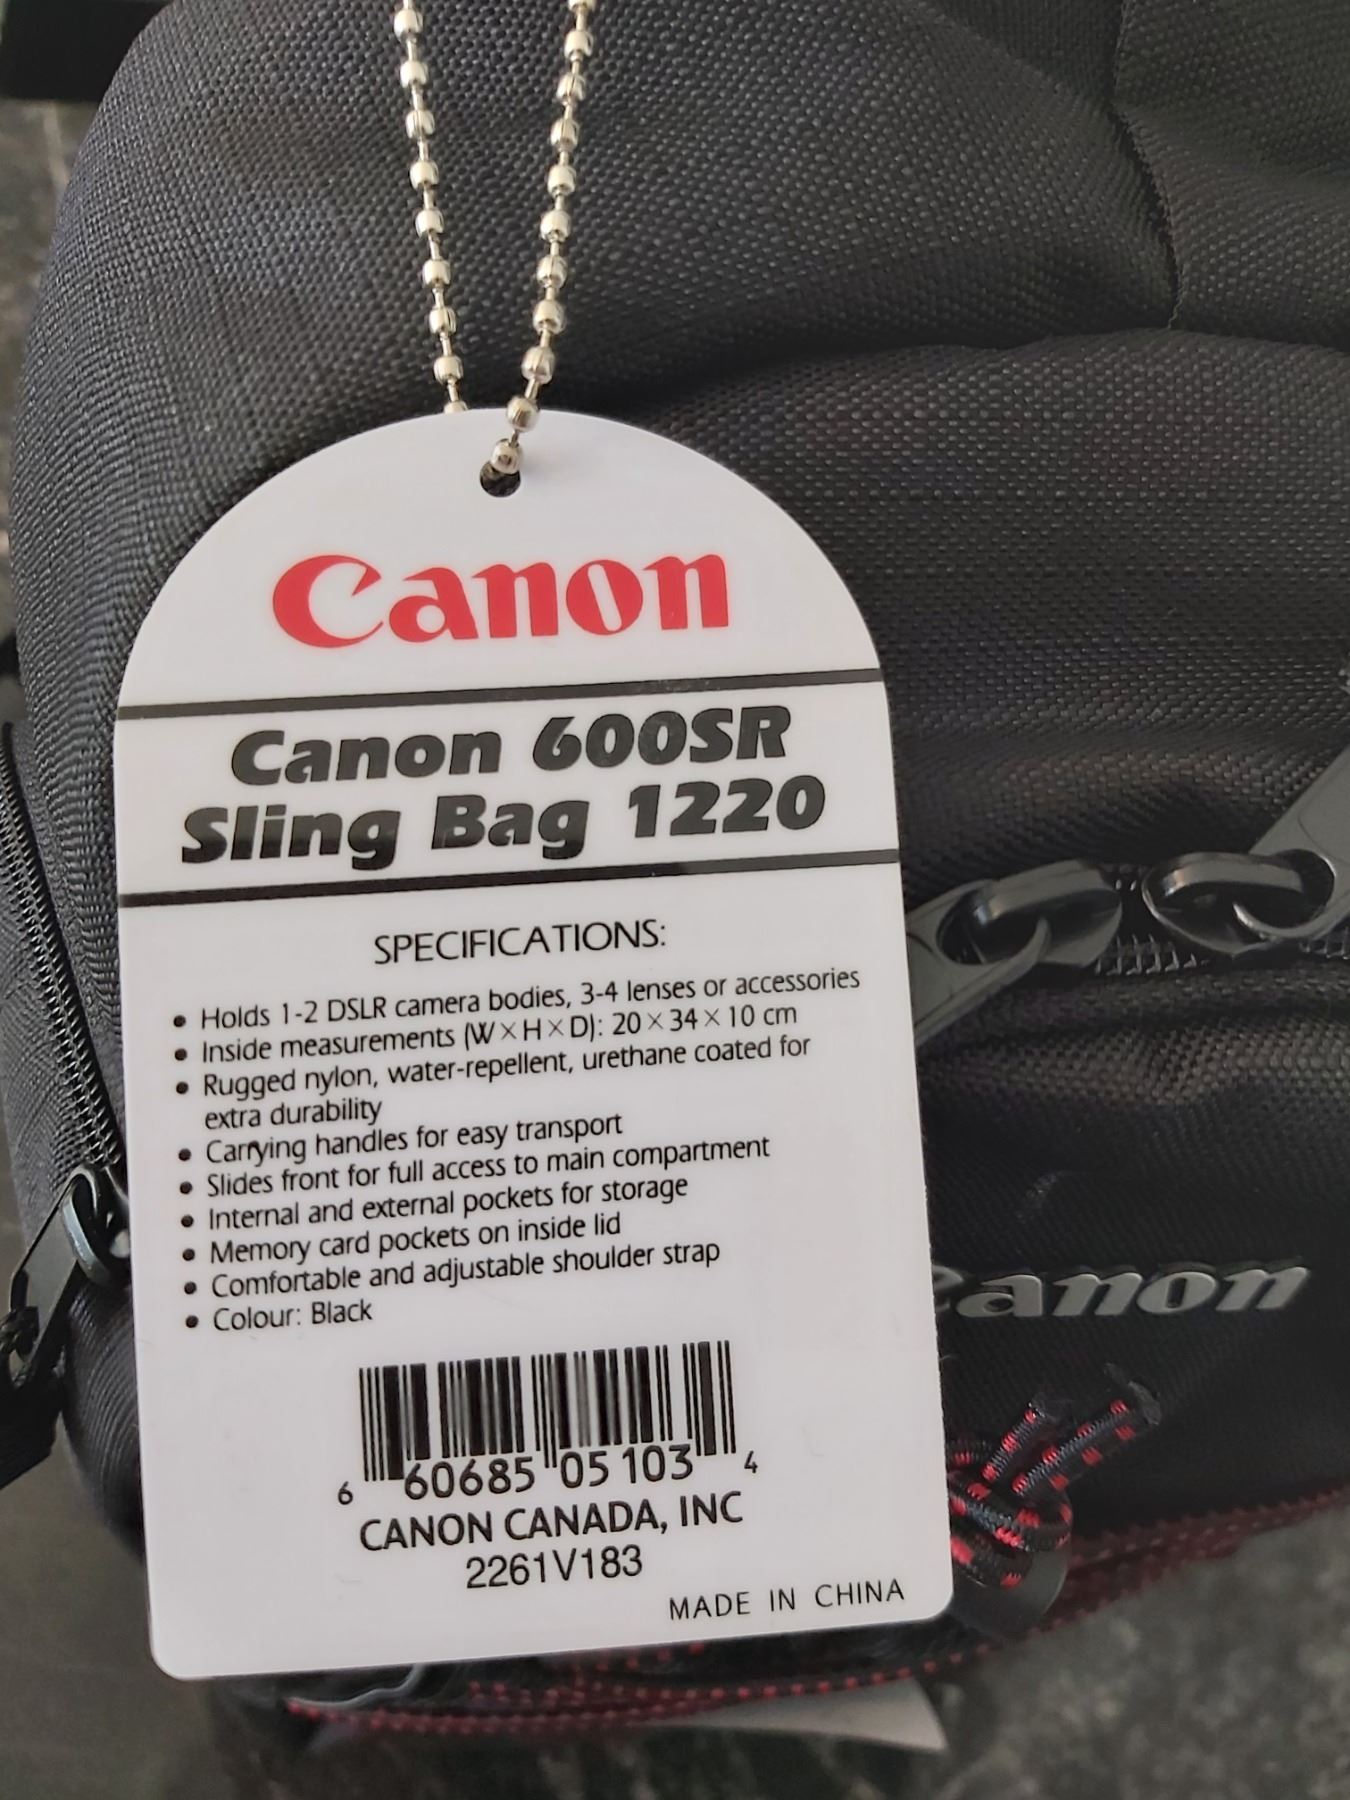 Canon
Canon 600SR
Sling Bag 1220
SPECIFICATIONS:
• Holds 1-2 DSLR camera bodies, 3-4 lenses or accessories
• Inside measurements (W×H×D): 20×34×10 cm
• Rugged nylon, water-repellent, urethane coated for
extra durability
• Carrying handles for easy transport
• Slides front for full access to main compartment
• Internal and external pockets for storage
• Memory card pockets on inside lid
• Comfortable and adjustable shoulder strap
• Colour: Black
6 60685 05103 4
CANON CANADA, INC
2261V183
MADE IN CHINA
Canon